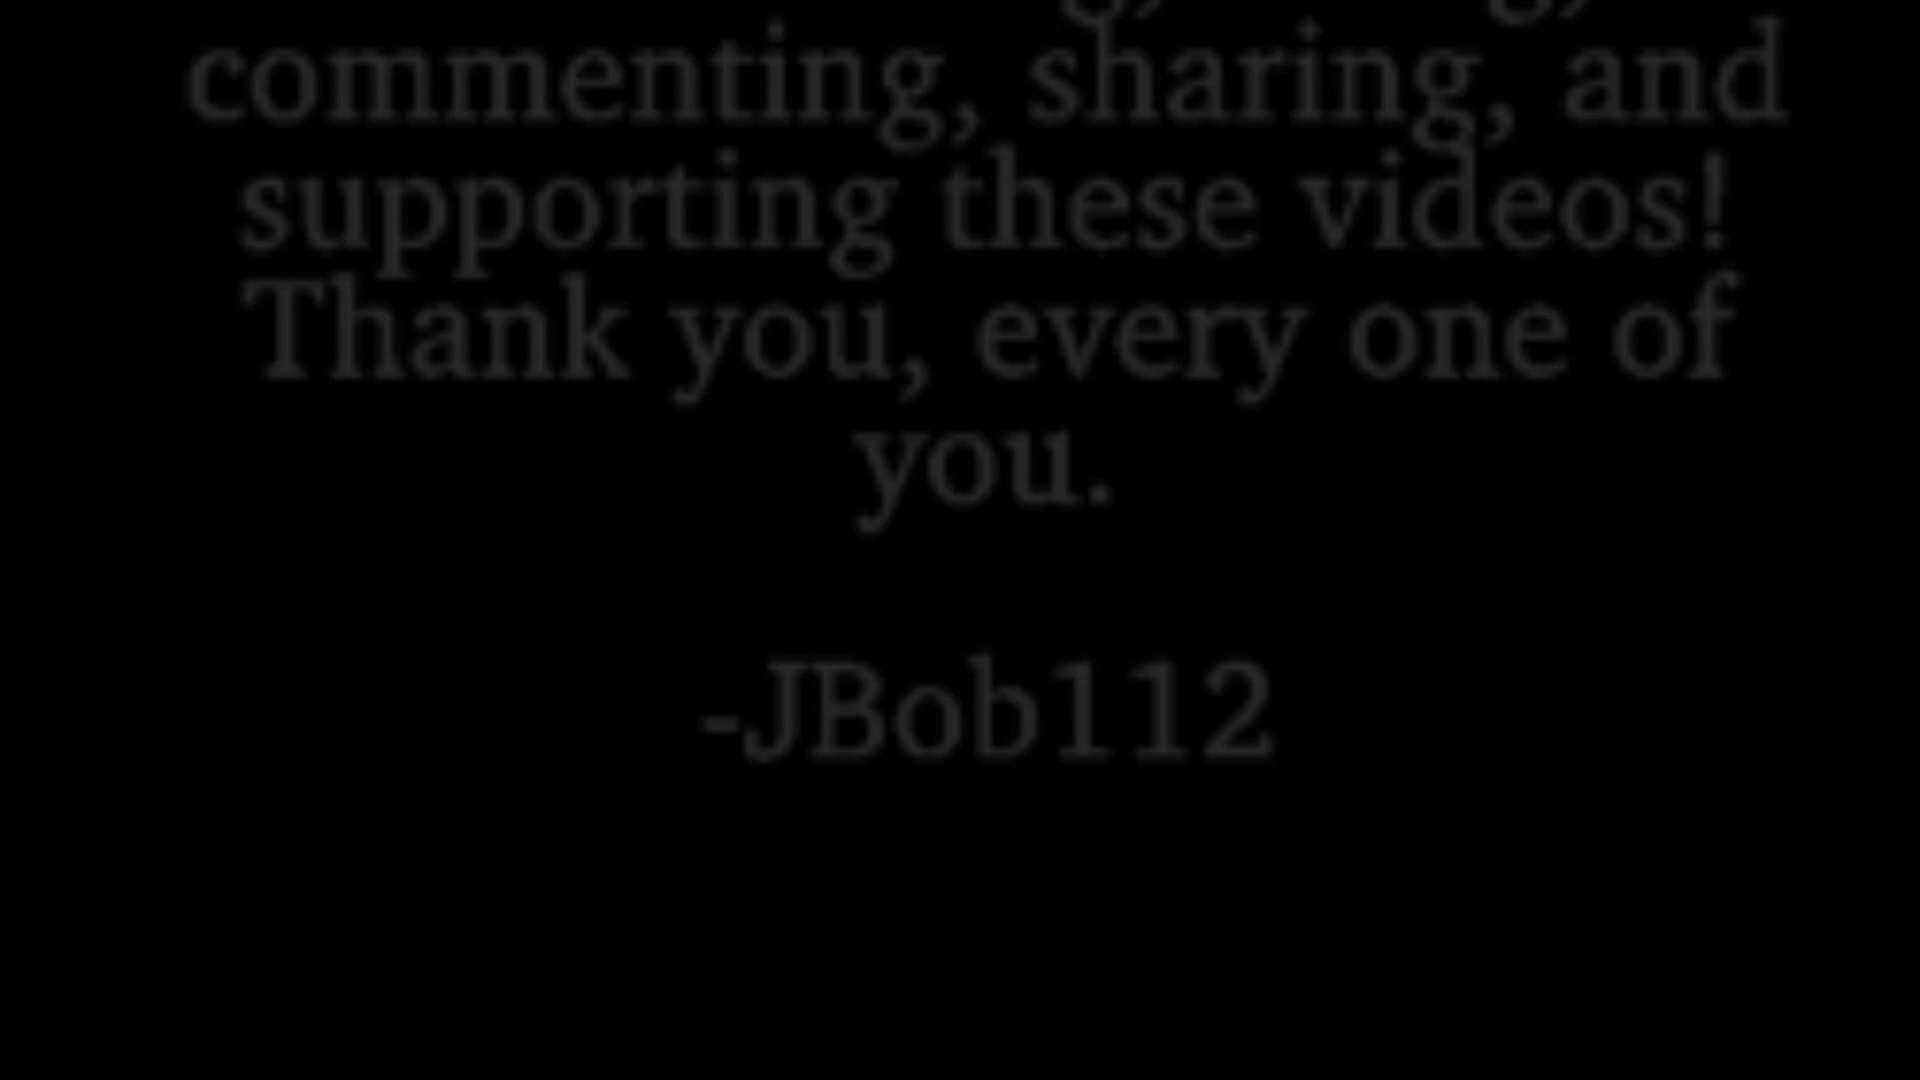 commenting, sharing, and
supporting these videos!
Thank you, every one of
you.
-JBob112